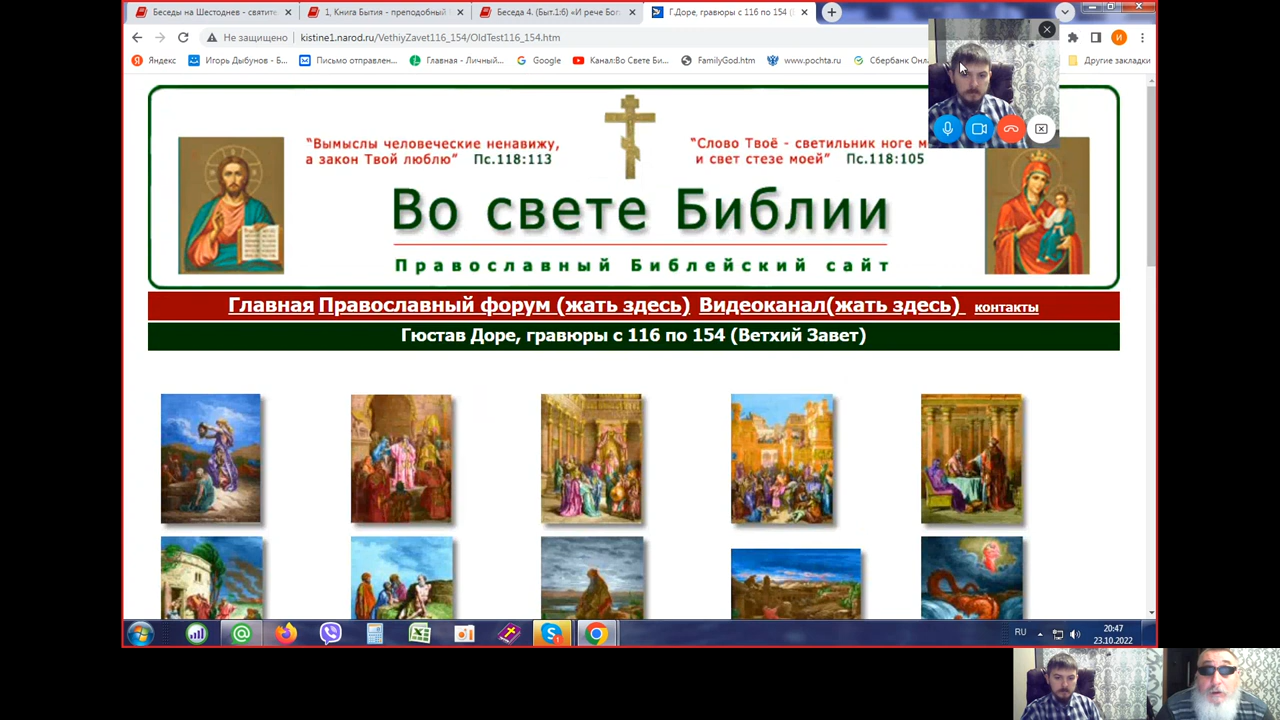 Беседы на Шестоднев - святите
1, Книга Бытия - преподобный
Беседа 4. (Быт.1:6) «И рече Бог
Г.Доре, гравюры с 116 по 154 (
Не защищено
kistine1.narod.ru/VethiyZavet116_154/OldTest116_154.htm
И
Яндекс
Игорь Дыбунов - Б...
Письмо отправлен...
Главная - Личный...
Google
Канал:Во Свете Би...
FamilyGod.htm
www.pochta.ru
Сбербанк Онл
Другие закладки
“Вымыслы человеческие ненавижу,
а закон Твой люблю” Пс.118:113
“Слово Твоё - светильник ноге м
и свет стезе моей” Пс.118:105
Во свете Библии
Православный Библейский сайт
Главная Православный форум (жать здесь) Видеоканал(жать здесь) контакты
Гюстав Доре, гравюры с 116 по 154 (Ветхий Завет)
RU
20:47
23.10.2022